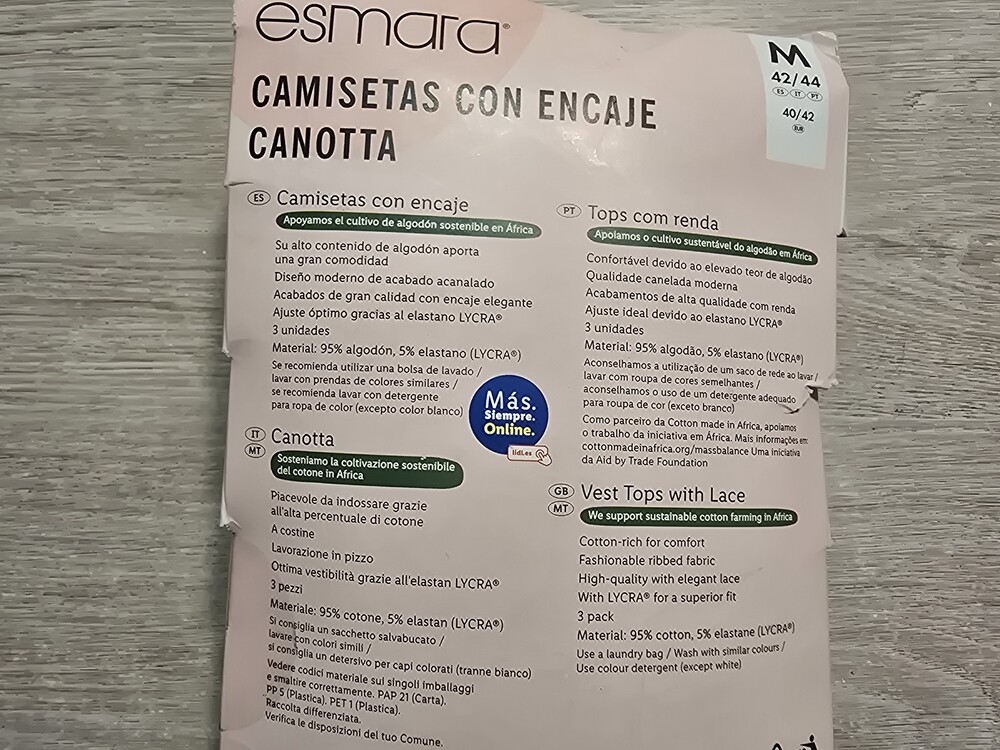 esmara®
CAMISETAS CON ENCAJE
CANOTTA
M
42/44
ES IT PT
40/42
EUR
ES Camisetas con encaje
Apoyamos el cultivo de algodón sostenible en África
Su alto contenido de algodón aporta
una gran comodidad
Diseño moderno de acabado acanalado
Acabados de gran calidad con encaje elegante
Ajuste óptimo gracias al elastano LYCRA®
3 unidades
Material: 95% algodón, 5% elastano (LYCRA®)
Se recomienda utilizar una bolsa de lavado /
lavar con prendas de colores similares /
se recomienda lavar con detergente
para ropa de color (excepto color blanco)
Más.
Siempre.
Online.
lidl.es
IT MT Canotta
Sosteniamo la coltivazione sostenibile
del cotone in Africa
Piacevole da indossare grazie
all'alta percentuale di cotone
A costine
Lavorazione in pizzo
Ottima vestibilità grazie all'elastan LYCRA®
3 pezzi
Materiale: 95% cotone, 5% elastan (LYCRA®)
Si consiglia un sacchetto salvabucato /
lavare con colori simili /
si consiglia un detersivo per capi colorati (tranne bianco)
Vedere codici materiale sui singoli imballaggi
e smaltire correttamente. PAP 21 (Carta).
PP 5 (Plastica). PET 1 (Plastica).
Raccolta differenziata.
Verifica le disposizioni del tuo Comune.
PT Tops com renda
Apoiamos o cultivo sustentável do algodão em África
Confortável devido ao elevado teor de algodão
Qualidade canelada moderna
Acabamentos de alta qualidade com renda
Ajuste ideal devido ao elastano LYCRA®
3 unidades
Material: 95% algodão, 5% elastano (LYCRA®)
Aconselhamos a utilização de um saco de rede ao lavar /
lavar com roupa de cores semelhantes /
aconselhamos o uso de um detergente adequado
para roupa de cor (exceto branco)
Como parceiro da Cotton made in Africa, apoiamos
o trabalho da iniciativa em África. Mais informações em:
cottonmadeinafrica.org/massbalance Uma iniciativa
da Aid by Trade Foundation
GB MT Vest Tops with Lace
We support sustainable cotton farming in Africa
Cotton-rich for comfort
Fashionable ribbed fabric
High-quality with elegant lace
With LYCRA® for a superior fit
3 pack
Material: 95% cotton, 5% elastane (LYCRA®)
Use a laundry bag / Wash with similar colours /
Use colour detergent (except white)